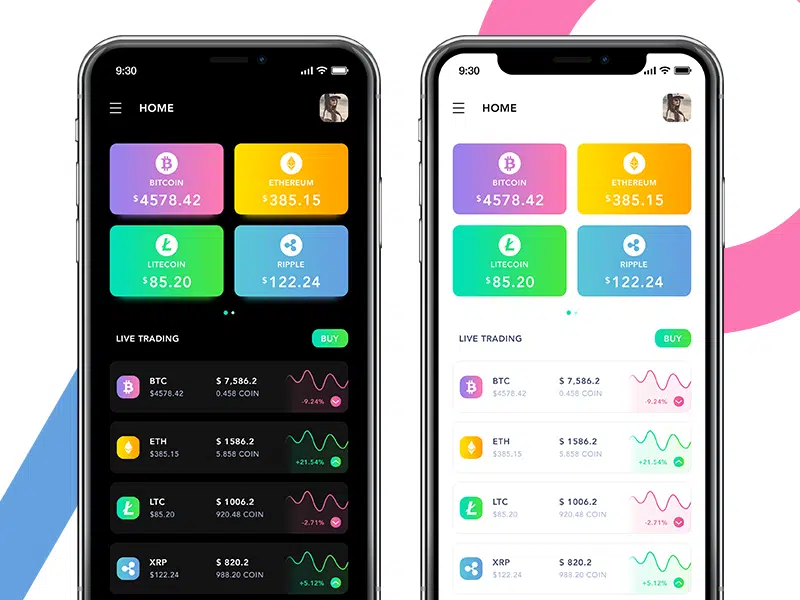 9:30
HOME
BITCOIN
$4578.42
ETHEREUM
$385.15
LITECOIN
$85.20
RIPPLE
$122.24
LIVE TRADING
BUY
BTC
$ 7,586.2
$4578.42
0.458 COIN
-9.24%
ETH
$ 1586.2
$385.15
5.858 COIN
+21.54%
LTC
$ 1006.2
$85.20
920.48 COIN
-2.71%
XRP
$ 820.2
$122.24
988.20 COIN
+5.12%
9:30
HOME
BITCOIN
$4578.42
ETHEREUM
$385.15
LITECOIN
$85.20
RIPPLE
$122.24
LIVE TRADING
BUY
BTC
$ 7,586.2
$4578.42
0.458 COIN
-9.24%
ETH
$ 1586.2
$385.15
5.858 COIN
+21.54%
LTC
$ 1006.2
$85.20
920.48 COIN
-2.71%
XRP
$ 820.2
$122.24
988.20 COIN
+5.12%